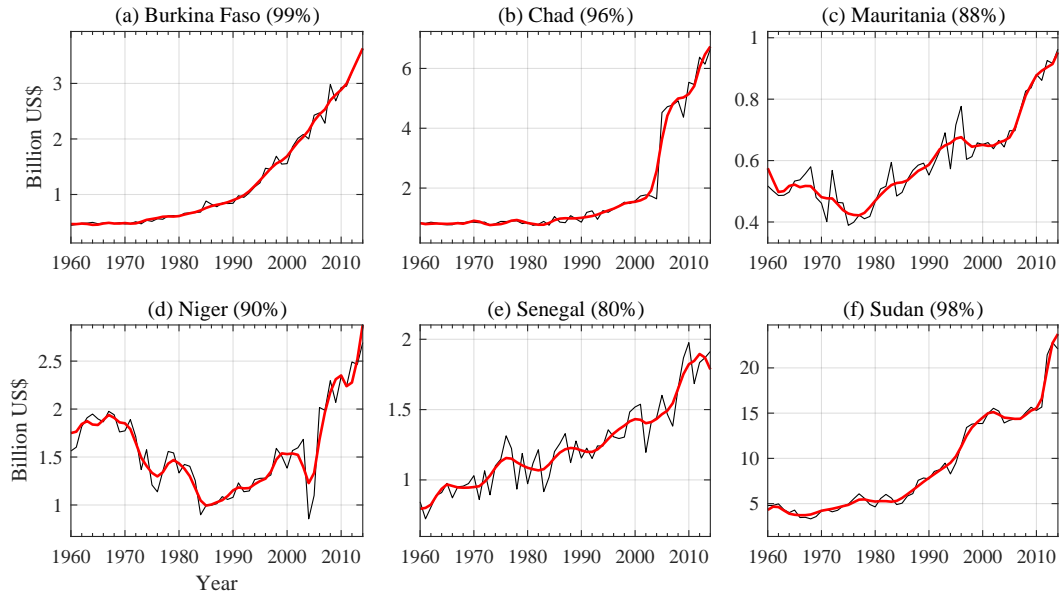 (a) Burkina Faso (99%)
(b) Chad (96%)
(c) Mauritania (88%)
Billion US$
3
2
1
1960 1970 1980 1990 2000 2010
6
4
2
1960 1970 1980 1990 2000 2010
1
0.8
0.6
0.4
1960 1970 1980 1990 2000 2010
(d) Niger (90%)
(e) Senegal (80%)
(f) Sudan (98%)
Billion US$
2.5
2
1.5
1
1960 1970 1980 1990 2000 2010
Year
2
1.5
1
1960 1970 1980 1990 2000 2010
20
15
10
5
1960 1970 1980 1990 2000 2010